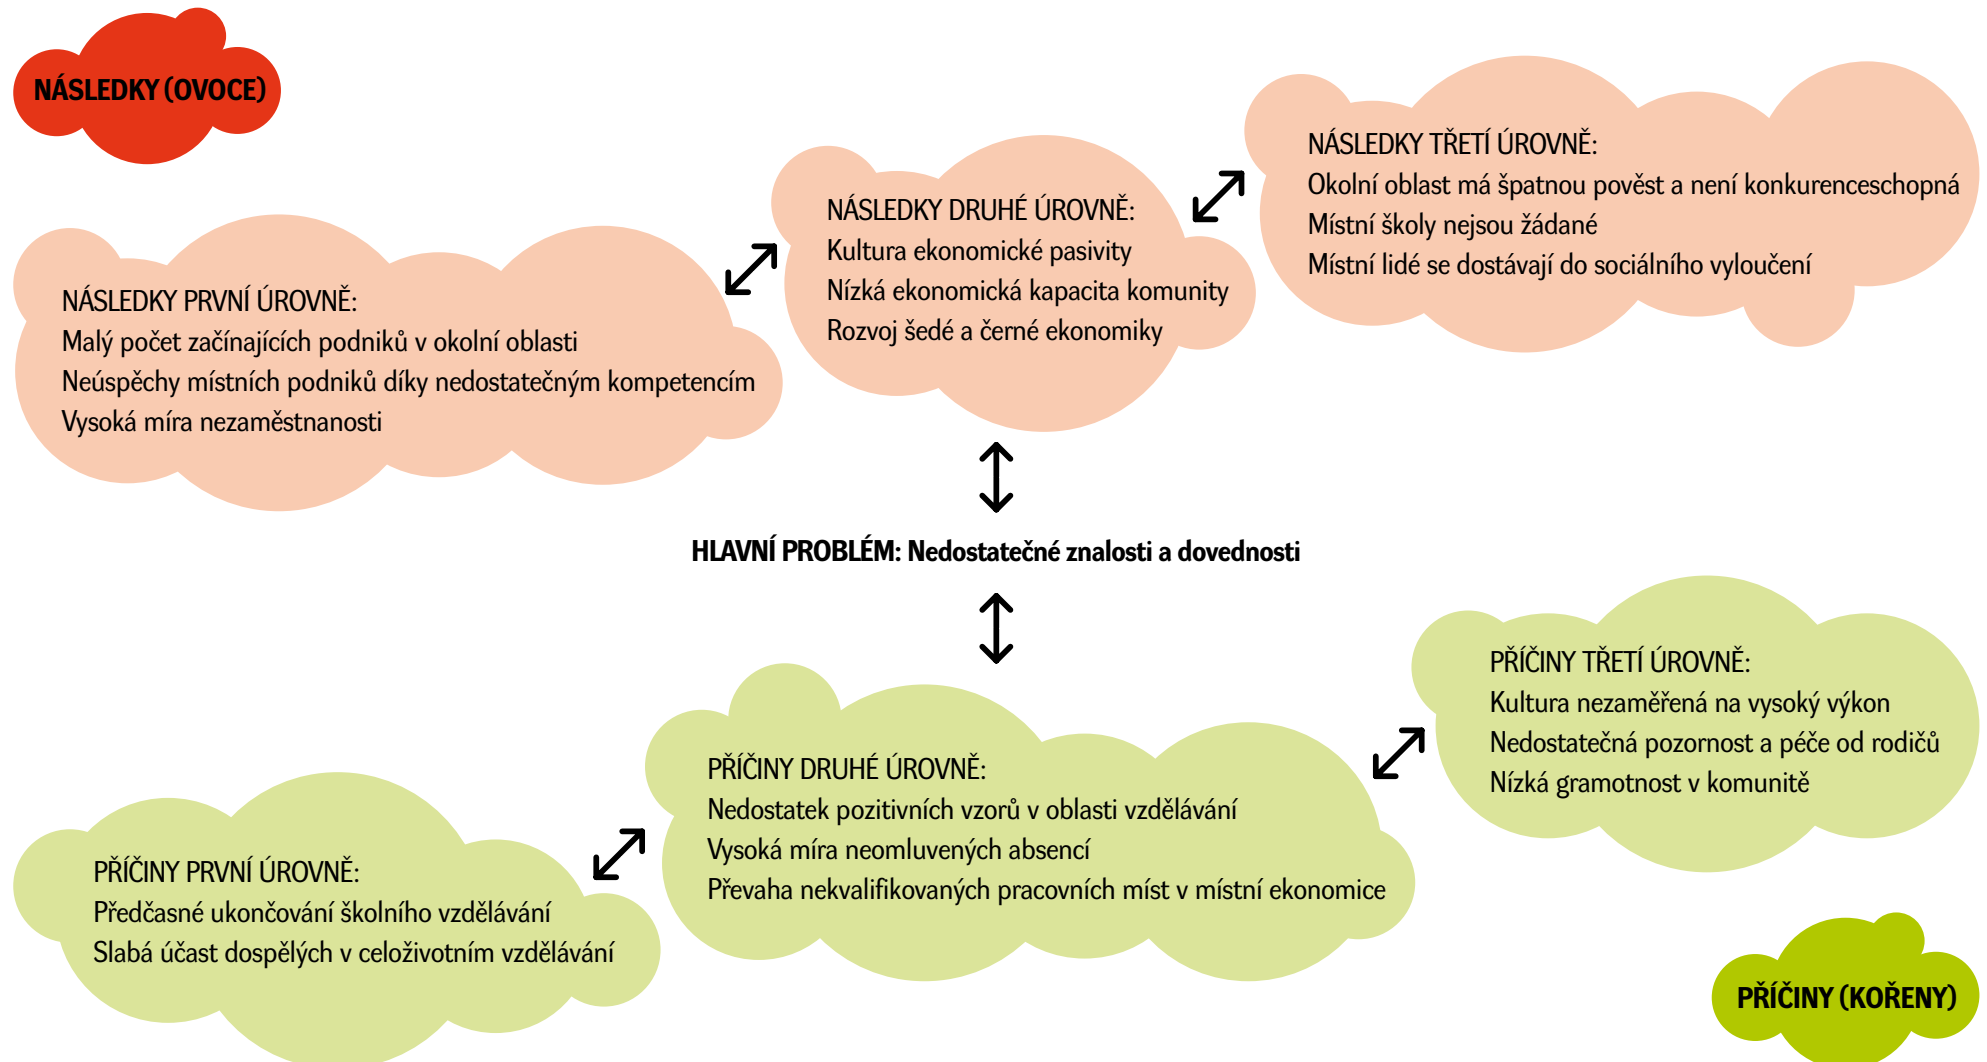 NÁSLEDKY (OVOCE)
NÁSLEDKY PRVNÍ ÚROVNĚ:
Malý počet začínajících podniků v okolní oblasti
Neúspěchy místních podniků díky nedostatečným kompetencím
Vysoká míra nezaměstnanosti
NÁSLEDKY DRUHÉ ÚROVNĚ:
Kultura ekonomické pasivity
Nízká ekonomická kapacita komunity
Rozvoj šedé a černé ekonomiky
NÁSLEDKY TŘETÍ ÚROVNĚ:
Okolní oblast má špatnou pověst a není konkurenceschopná
Místní školy nejsou žádané
Místní lidé se dostávají do sociálního vyloučení
HLAVNÍ PROBLÉM: Nedostatečné znalosti a dovednosti
PŘÍČINY PRVNÍ ÚROVNĚ:
Předčasné ukončování školního vzdělávání
Slabá účast dospělých v celoživotním vzdělávání
PŘÍČINY DRUHÉ ÚROVNĚ:
Nedostatek pozitivních vzorů v oblasti vzdělávání
Vysoká míra neomluvených absencí
Převaha nekvalifikovaných pracovních míst v místní ekonomice
PŘÍČINY TŘETÍ ÚROVNĚ:
Kultura nezaměřená na vysoký výkon
Nedostatečná pozornost a péče od rodičů
Nízká gramotnost v komunitě
PŘÍČINY (KOŘENY)